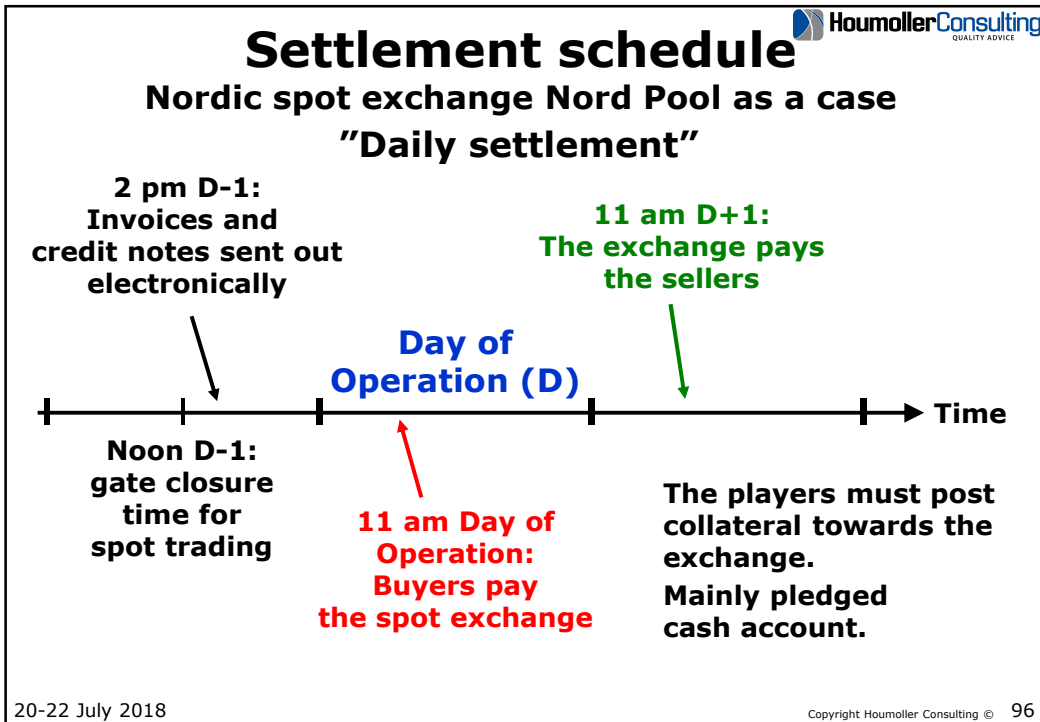 HoumollerConsulting
QUALITY ADVICE
Settlement schedule
Nordic spot exchange Nord Pool as a case
”Daily settlement”
2 pm D-1:
Invoices and
credit notes sent out
electronically
11 am D+1:
The exchange pays
the sellers
Day of
Operation (D)
Time
Noon D-1:
gate closure
time for
spot trading
11 am Day of
Operation:
Buyers pay
the spot exchange
The players must post
collateral towards the
exchange.
Mainly pledged
cash account.
20-22 July 2018
Copyright Houmoller Consulting © 96